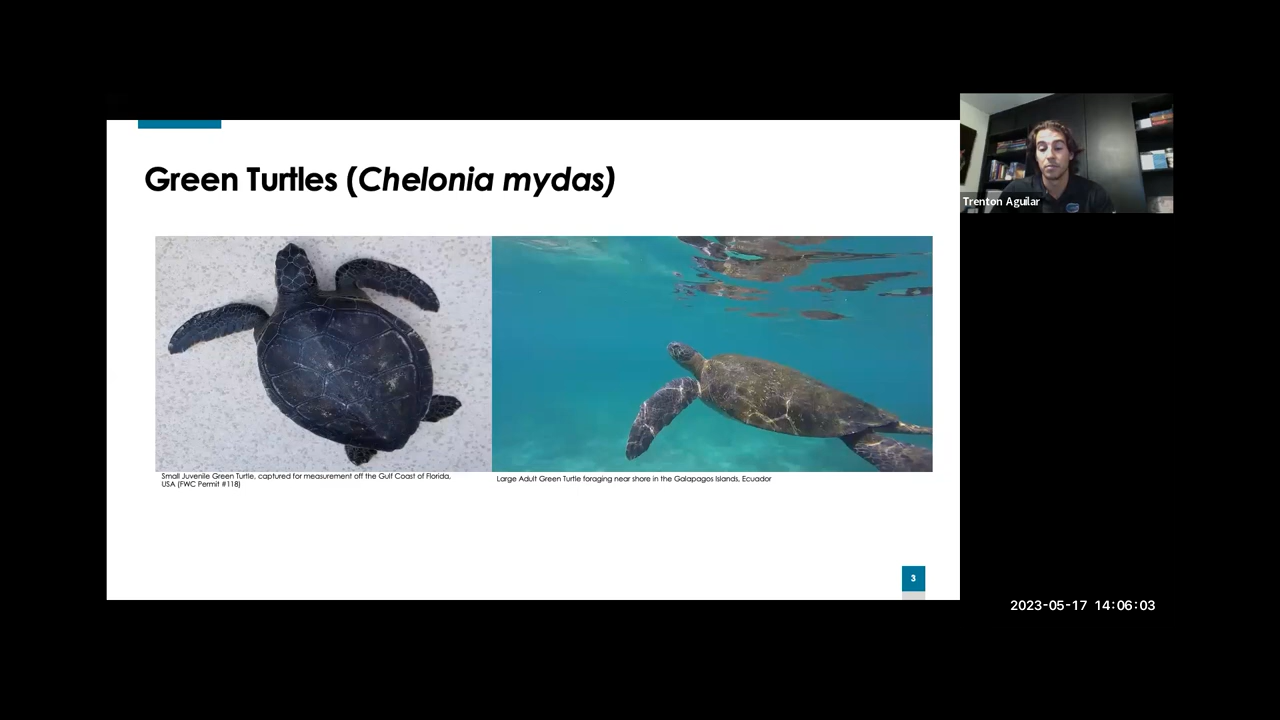 Green Turtles (Chelonia mydas)
Trenton Aguilar
Small Juvenile Green Turtle, captured for measurement off the Gulf Coast of Florida,
USA (FWC Permit #118)
Large Adult Green Turtle foraging near shore in the Galapagos Islands, Ecuador
3
2023-05-17 14:06:03